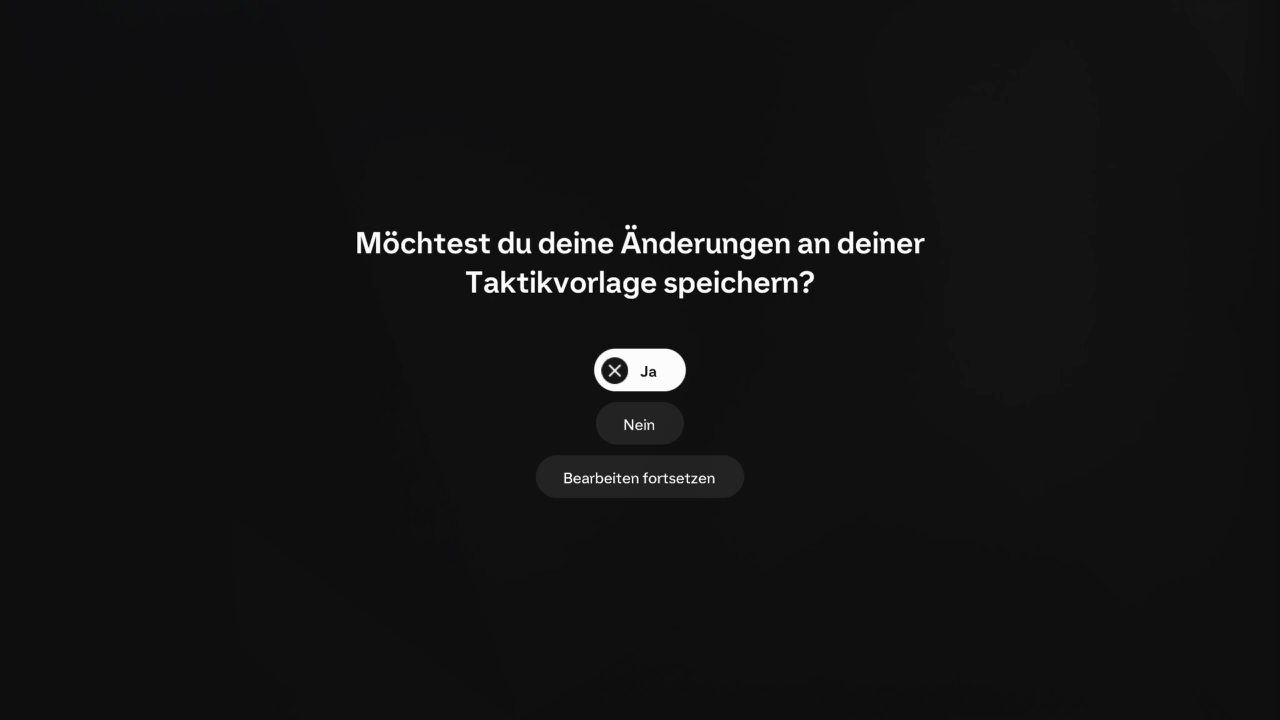 Möchtest du deine Änderungen an deiner
Taktikvorlage speichern?
Ja
Nein
Bearbeiten fortsetzen